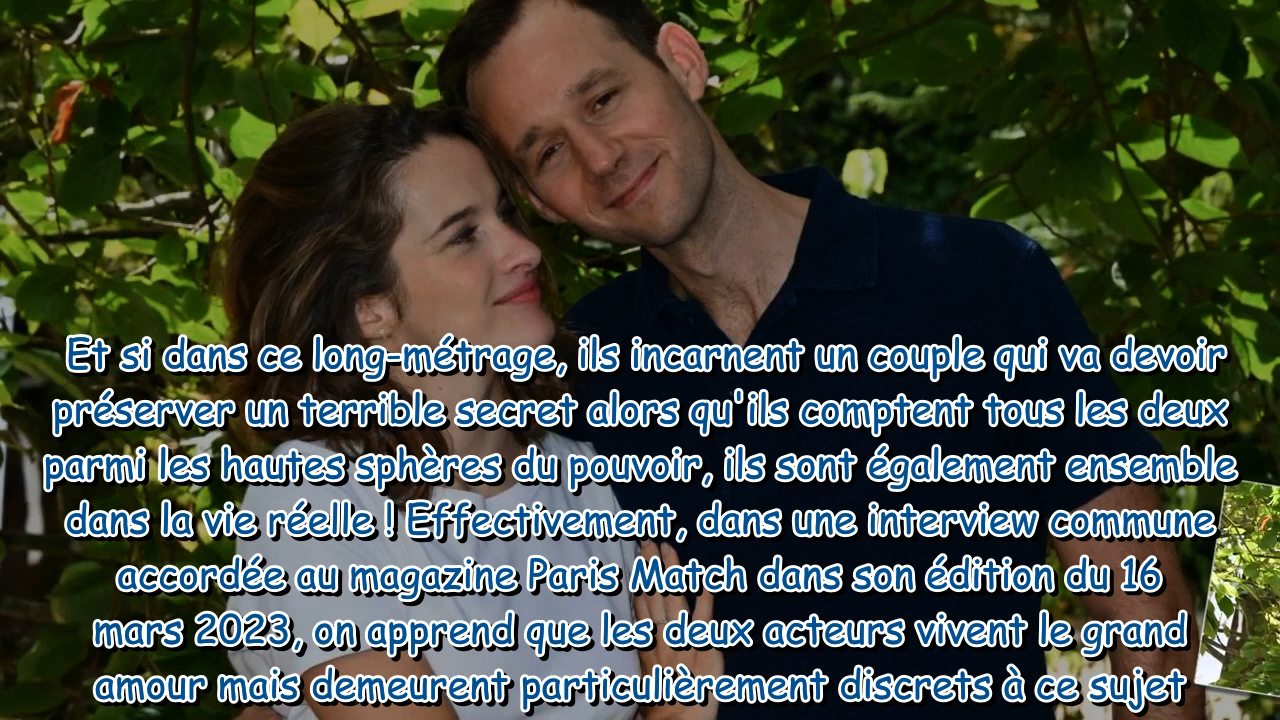 Et si dans ce long-métrage, ils incarnent un couple qui va devoir
préserver un terrible secret alors qu'ils comptent tous les deux
parmi les hautes sphères du pouvoir, ils sont également ensemble
dans la vie réelle ! Effectivement, dans une interview commune
accordée au magazine Paris Match dans son édition du 16
mars 2023, on apprend que les deux acteurs vivent le grand
amour mais demeurent particulièrement discrets à ce sujet